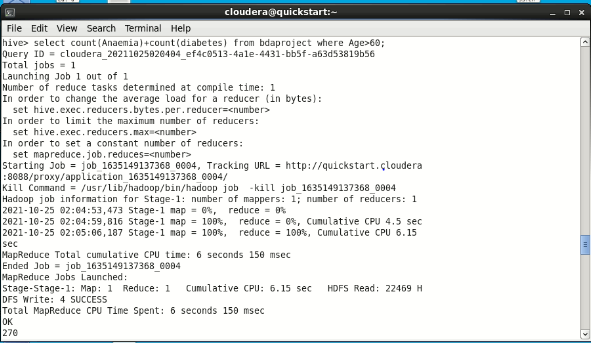 cloudera@quickstart:~
File Edit View Search Terminal Help
hive> select count(Anaemia)+count(diabetes) from bdaproject where Age>60;
Query ID = cloudera_20211025020404_ef4c0513-4a1e-4431-bb5f-a63d53819b56
Total jobs = 1
Launching Job 1 out of 1
Number of reduce tasks determined at compile time: 1
In order to change the average load for a reducer (in bytes):
  set hive.exec.reducers.bytes.per.reducer=<number>
In order to limit the maximum number of reducers:
  set hive.exec.reducers.max=<number>
In order to set a constant number of reducers:
  set mapreduce.job.reduces=<number>
Starting Job = job_1635149137368_0004, Tracking URL = http://quickstart.cloudera
:8088/proxy/application_1635149137368_0004/
Kill Command = /usr/lib/hadoop/bin/hadoop job  -kill job_1635149137368_0004
Hadoop job information for Stage-1: number of mappers: 1; number of reducers: 1
2021-10-25 02:04:53,473 Stage-1 map = 0%,  reduce = 0%
2021-10-25 02:04:59,816 Stage-1 map = 100%,  reduce = 0%, Cumulative CPU 4.5 sec
2021-10-25 02:05:06,187 Stage-1 map = 100%,  reduce = 100%, Cumulative CPU 6.15
sec
MapReduce Total cumulative CPU time: 6 seconds 150 msec
Ended Job = job_1635149137368_0004
MapReduce Jobs Launched:
Stage-Stage-1: Map: 1  Reduce: 1   Cumulative CPU: 6.15 sec   HDFS Read: 22469 H
DFS Write: 4 SUCCESS
Total MapReduce CPU Time Spent: 6 seconds 150 msec
OK
270